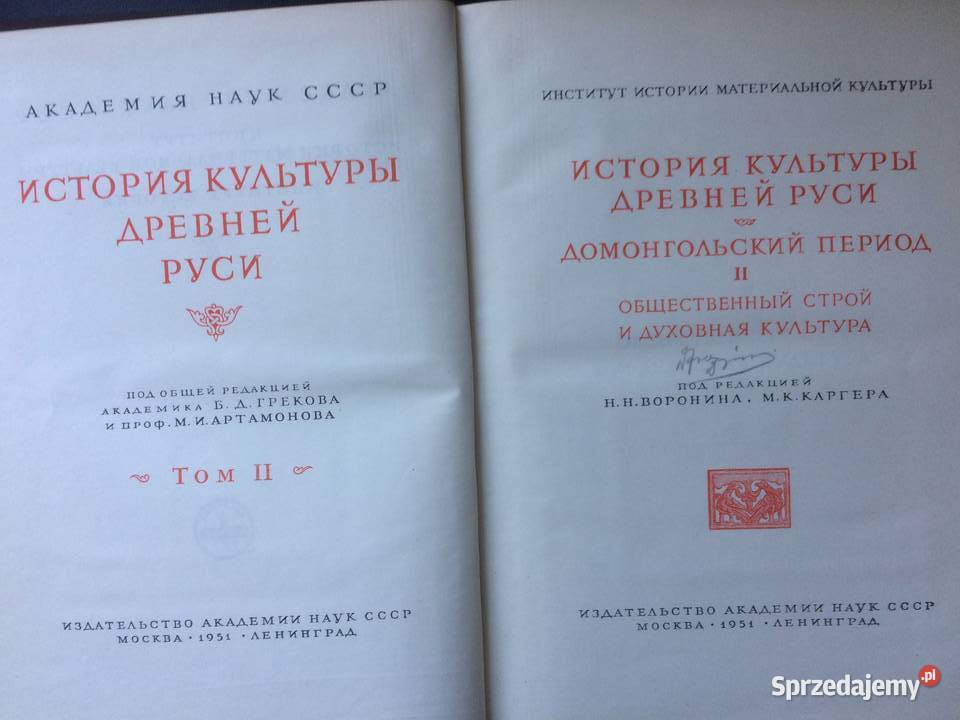 АКАДЕМИЯ НАУК СССР
ИСТОРИЯ КУЛЬТУРЫ
ДРЕВНЕЙ
РУСИ
ПОД ОБЩЕЙ РЕДАКЦИЕЙ
АКАДЕМИКА Б. Д. ГРЕКОВА
И ПРОФ. М. И. АРТАМОНОВА
Том II
ИЗДАТЕЛЬСТВО АКАДЕМИИ НАУК СССР
МОСКВА · 1951 · ЛЕНИНГРАД
ИНСТИТУТ ИСТОРИИ МАТЕРИАЛЬНОЙ КУЛЬТУРЫ
ИСТОРИЯ КУЛЬТУРЫ
ДРЕВНЕЙ РУСИ
ДОМОНГОЛЬСКИЙ ПЕРИОД
II
ОБЩЕСТВЕННЫЙ СТРОЙ
И ДУХОВНАЯ КУЛЬТУРА
ПОД РЕДАКЦИЕЙ
Н. Н. ВОРОНИНА, М. К. КАРГЕРА
ИЗДАТЕЛЬСТВО АКАДЕМИИ НАУК СССР
МОСКВА · 1951 · ЛЕНИНГРАД
Sprzedajemy.pl